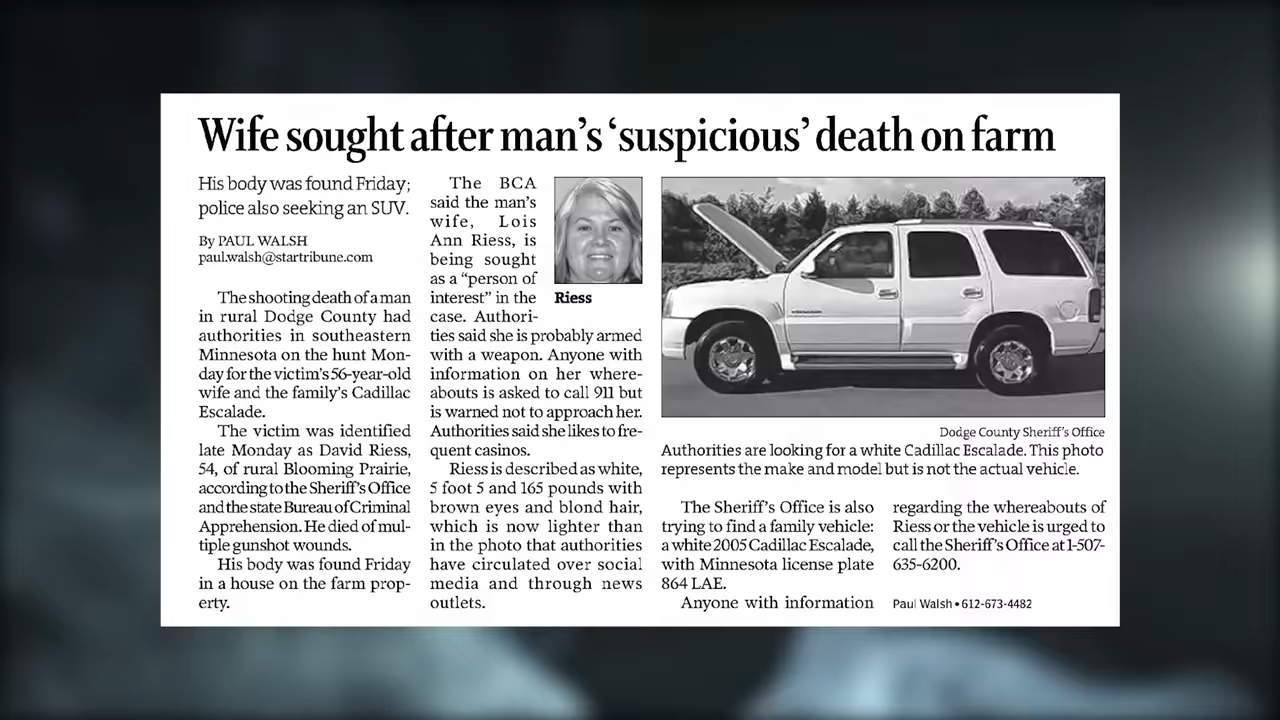 Wife sought after man's 'suspicious' death on farm
His body was found Friday;
police also seeking an SUV.
By PAUL WALSH
paul.walsh@startribune.com
The shooting death of a man
in rural Dodge County had
authorities in southeastern
Minnesota on the hunt Mon-
day for the victim's 56-year-old
wife and the family's Cadillac
Escalade.
The victim was identified
late Monday as David Riess,
54, of rural Blooming Prairie,
according to the Sheriff's Office
and the state Bureau of Criminal
Apprehension. He died of mul-
tiple gunshot wounds.
His body was found Friday
in a house on the farm prop-
erty.
The BCA
said the man's
wife, Lois
Ann Riess, is
being sought
as a "person of
interest" in the
case. Authori-
ties said she is probably armed
with a weapon. Anyone with
information on her where-
abouts is asked to call 911 but
is warned not to approach her.
Authorities said she likes to fre-
quent casinos.
Riess is described as white,
5 foot 5 and 165 pounds with
brown eyes and blond hair,
which is now lighter than
in the photo that authorities
have circulated over social
media and through news
outlets.
Riess
Dodge County Sheriff's Office
Authorities are looking for a white Cadillac Escalade. This photo
represents the make and model but is not the actual vehicle.
The Sheriff's Office is also
trying to find a family vehicle:
a white 2005 Cadillac Escalade,
with Minnesota license plate
864 LAE.
Anyone with information
regarding the whereabouts of
Riess or the vehicle is urged to
call the Sheriff's Office at 1-507-
635-6200.
Paul Walsh • 612-673-4482